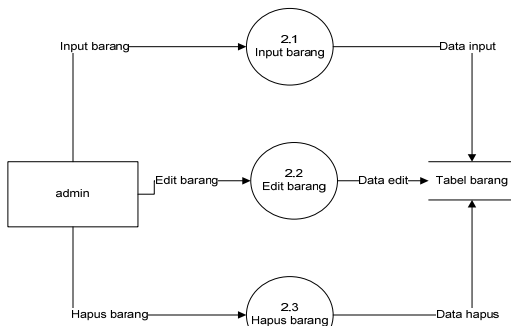 Input barang
2.1
Input barang
Data input
admin
Edit barang
2.2
Edit barang
Data edit
Tabel barang
Hapus barang
2.3
Hapus barang
Data hapus